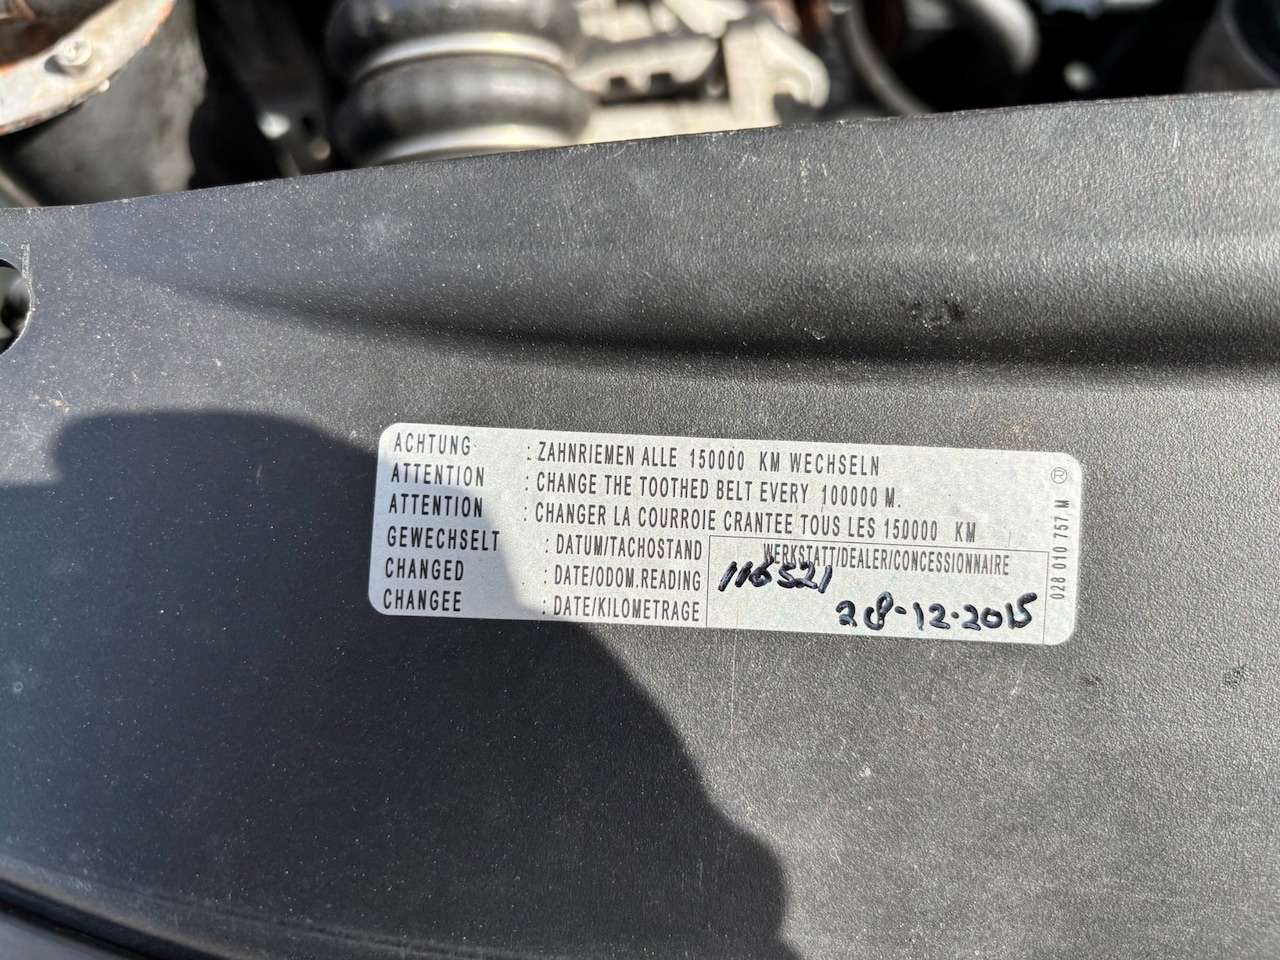 ACHTUNG : ZAHNRIEMEN ALLE 150000 KM WECHSELN
ATTENTION : CHANGE THE TOOTHED BELT EVERY 100000 M.
ATTENTION : CHANGER LA COURROIE CRANTEE TOUS LES 150000 KM
GEWECHSELT : DATUM/TACHOSTAND WERKSTATT/DEALER/CONCESSIONNAIRE
CHANGED : DATE/ODOM.READING 116521
CHANGEE : DATE/KILOMETRAGE 28-12-2015
028 010 757 M ®